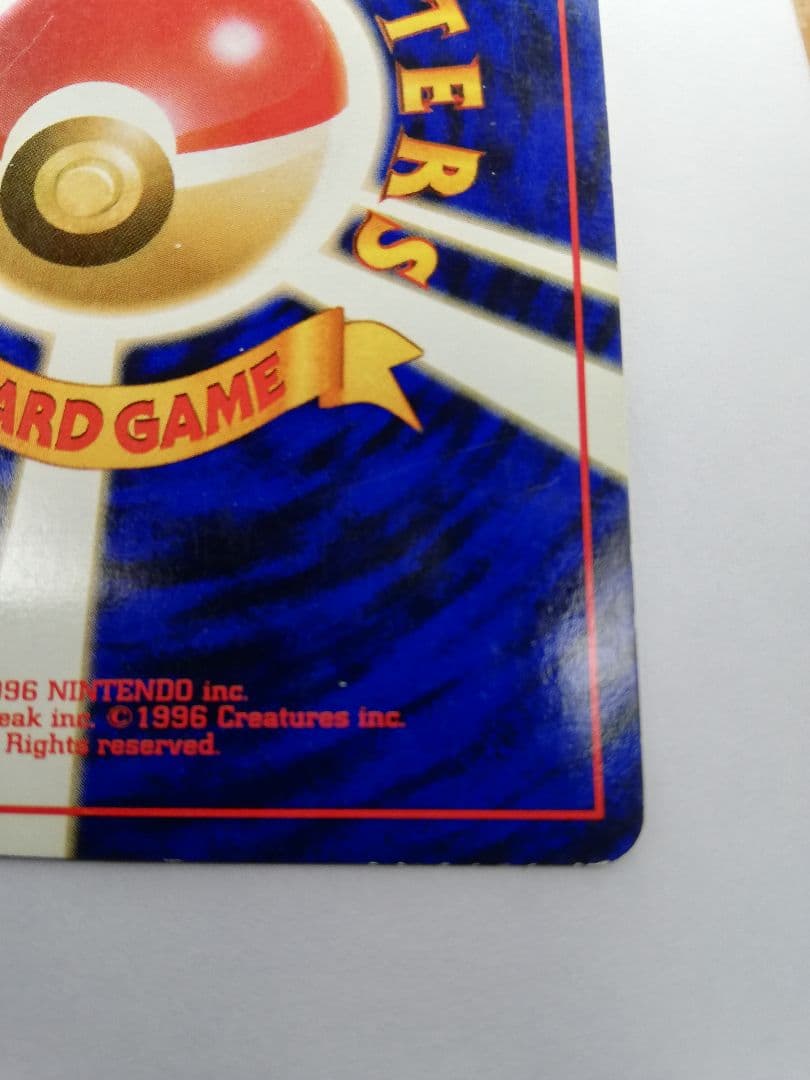 TERS
ARD GAME
996 NINTENDO inc.
eak inc. ©1996 Creatures inc.
Rights reserved.